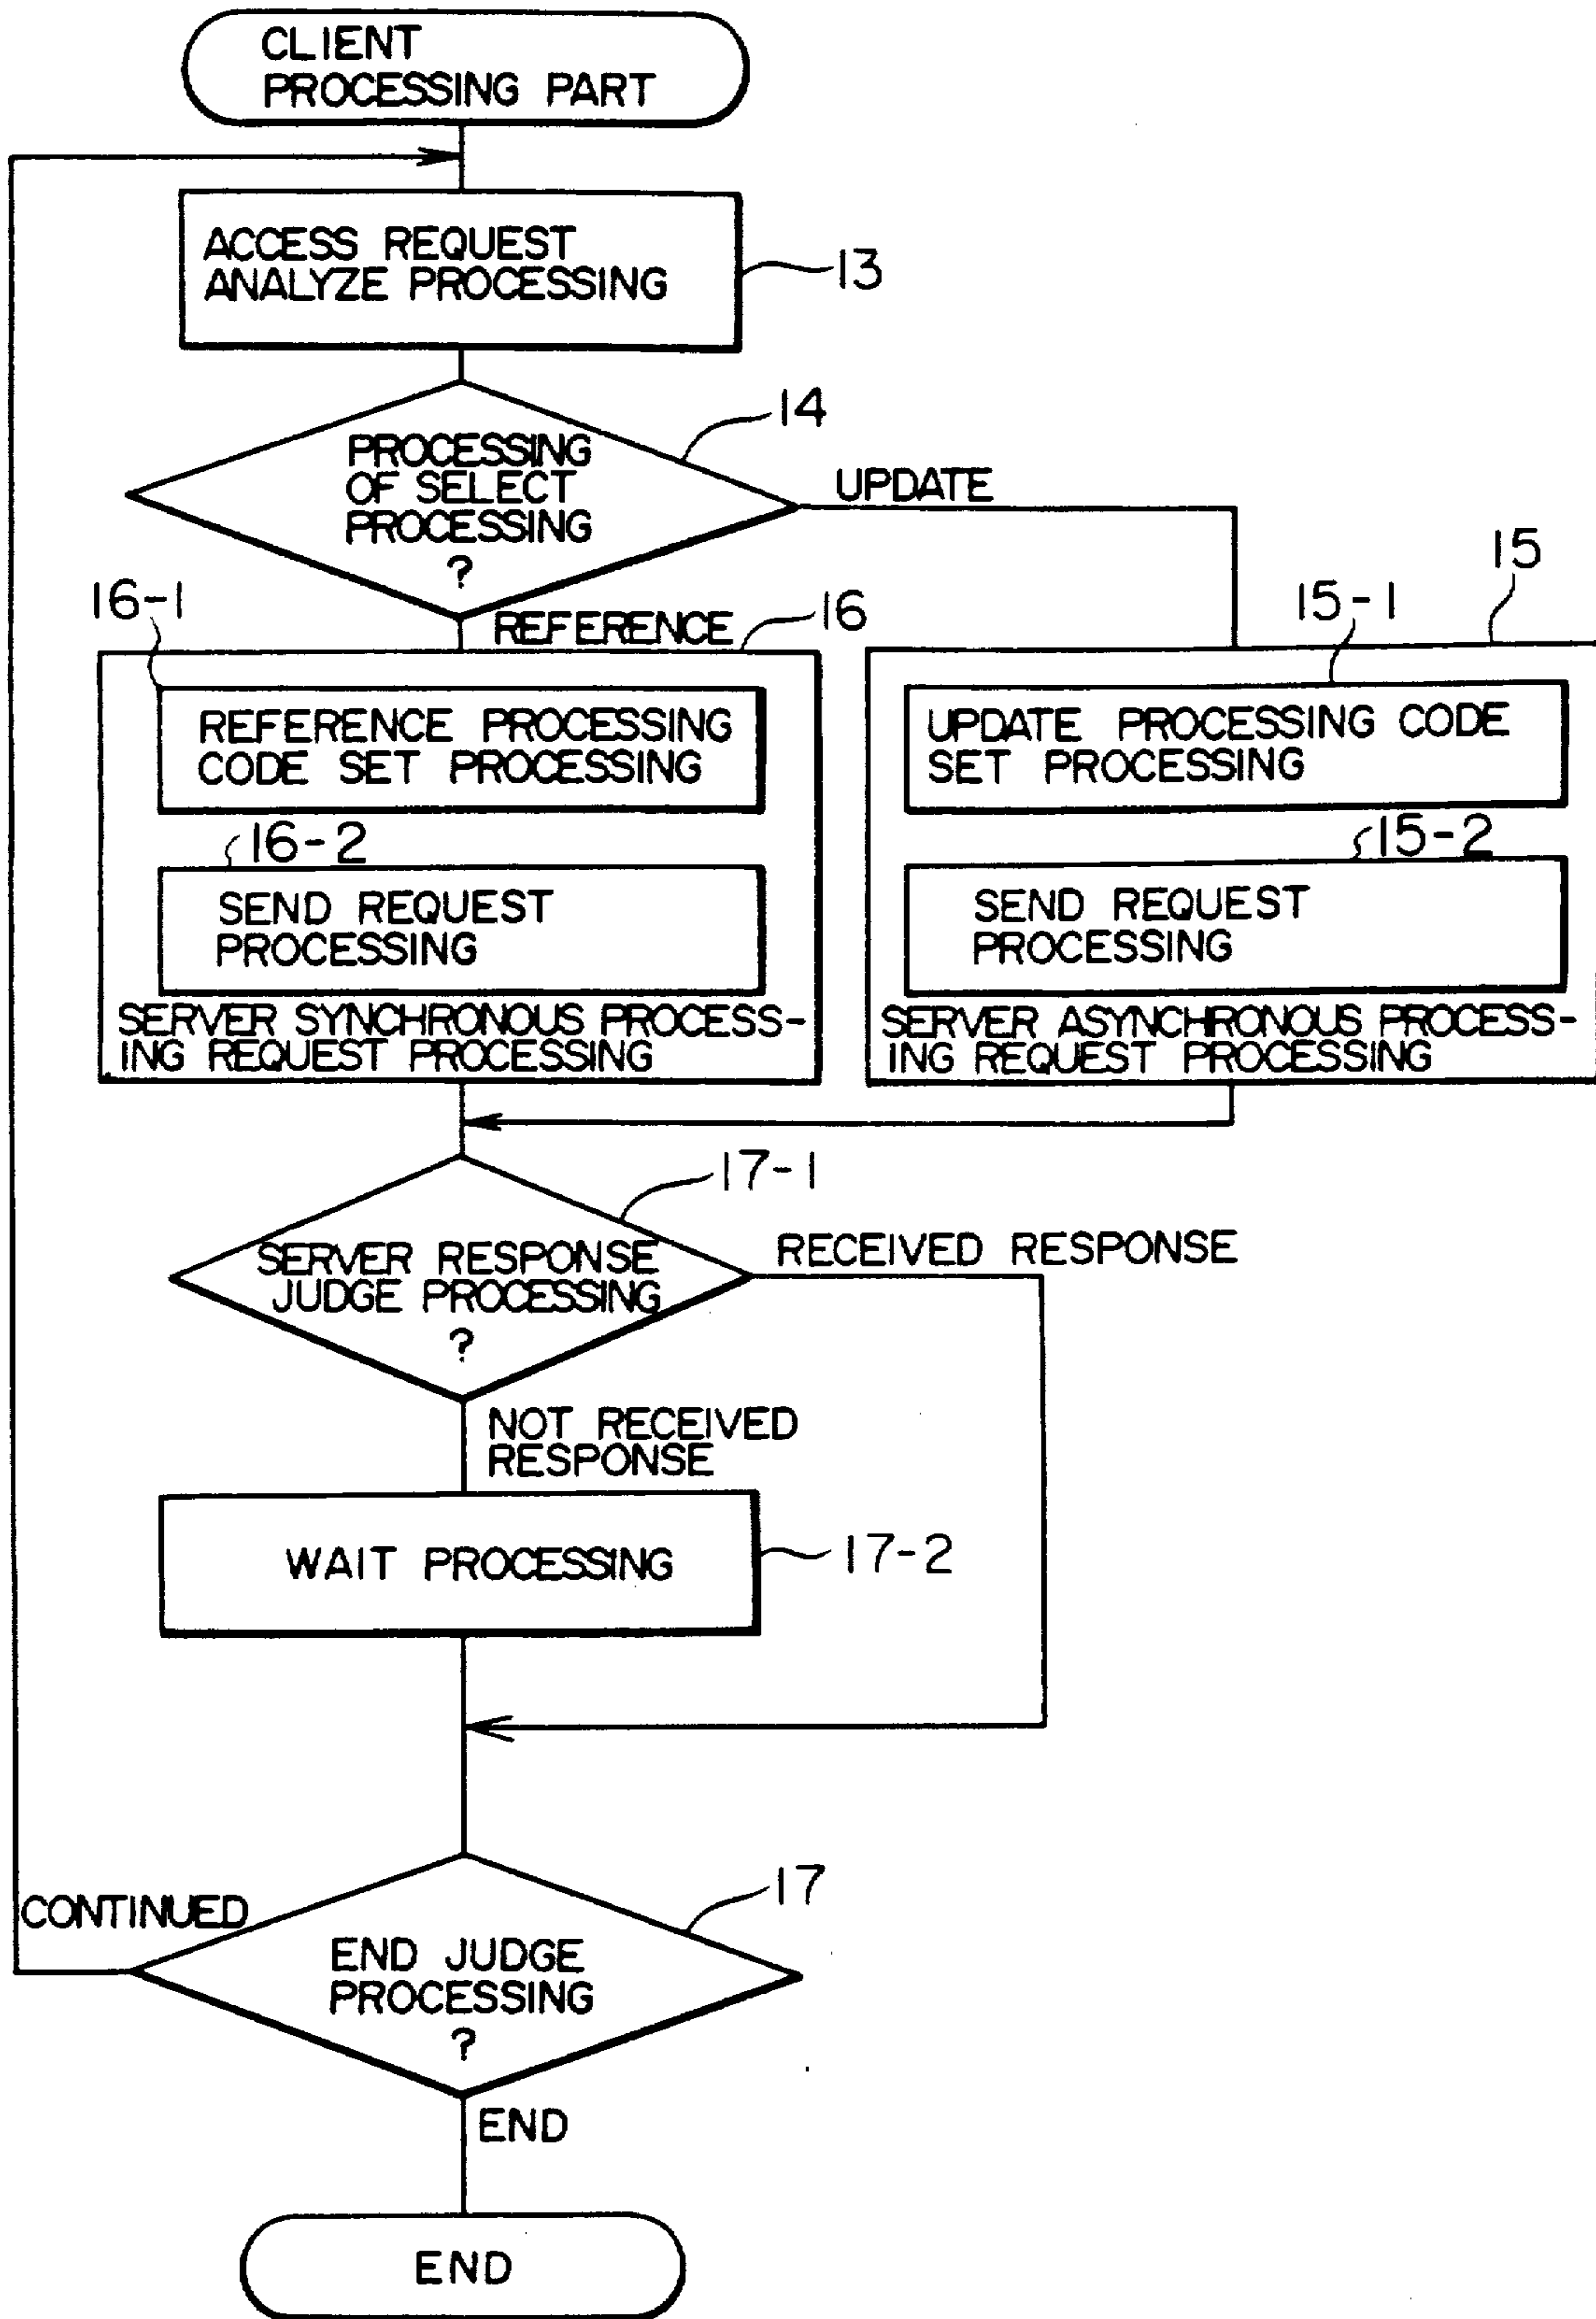 CLIENT
PROCESSING PART
ACCESS REQUEST
ANALYZE PROCESSING
13
14
PROCESSING
OF SELECT
PROCESSING
?
UPDATE
REFERENCE
16
16-1
REFERENCE PROCESSING
CODE SET PROCESSING
16-2
SEND REQUEST
PROCESSING
SERVER SYNCHRONOUS PROCESS-
ING REQUEST PROCESSING
15
15-1
UPDATE PROCESSING CODE
SET PROCESSING
15-2
SEND REQUEST
PROCESSING
SERVER ASYNCHRONOUS PROCESS-
ING REQUEST PROCESSING
17-1
SERVER RESPONSE
JUDGE PROCESSING
?
RECEIVED RESPONSE
NOT RECEIVED
RESPONSE
WAIT PROCESSING
17-2
17
CONTINUED
END JUDGE
PROCESSING
?
END
END